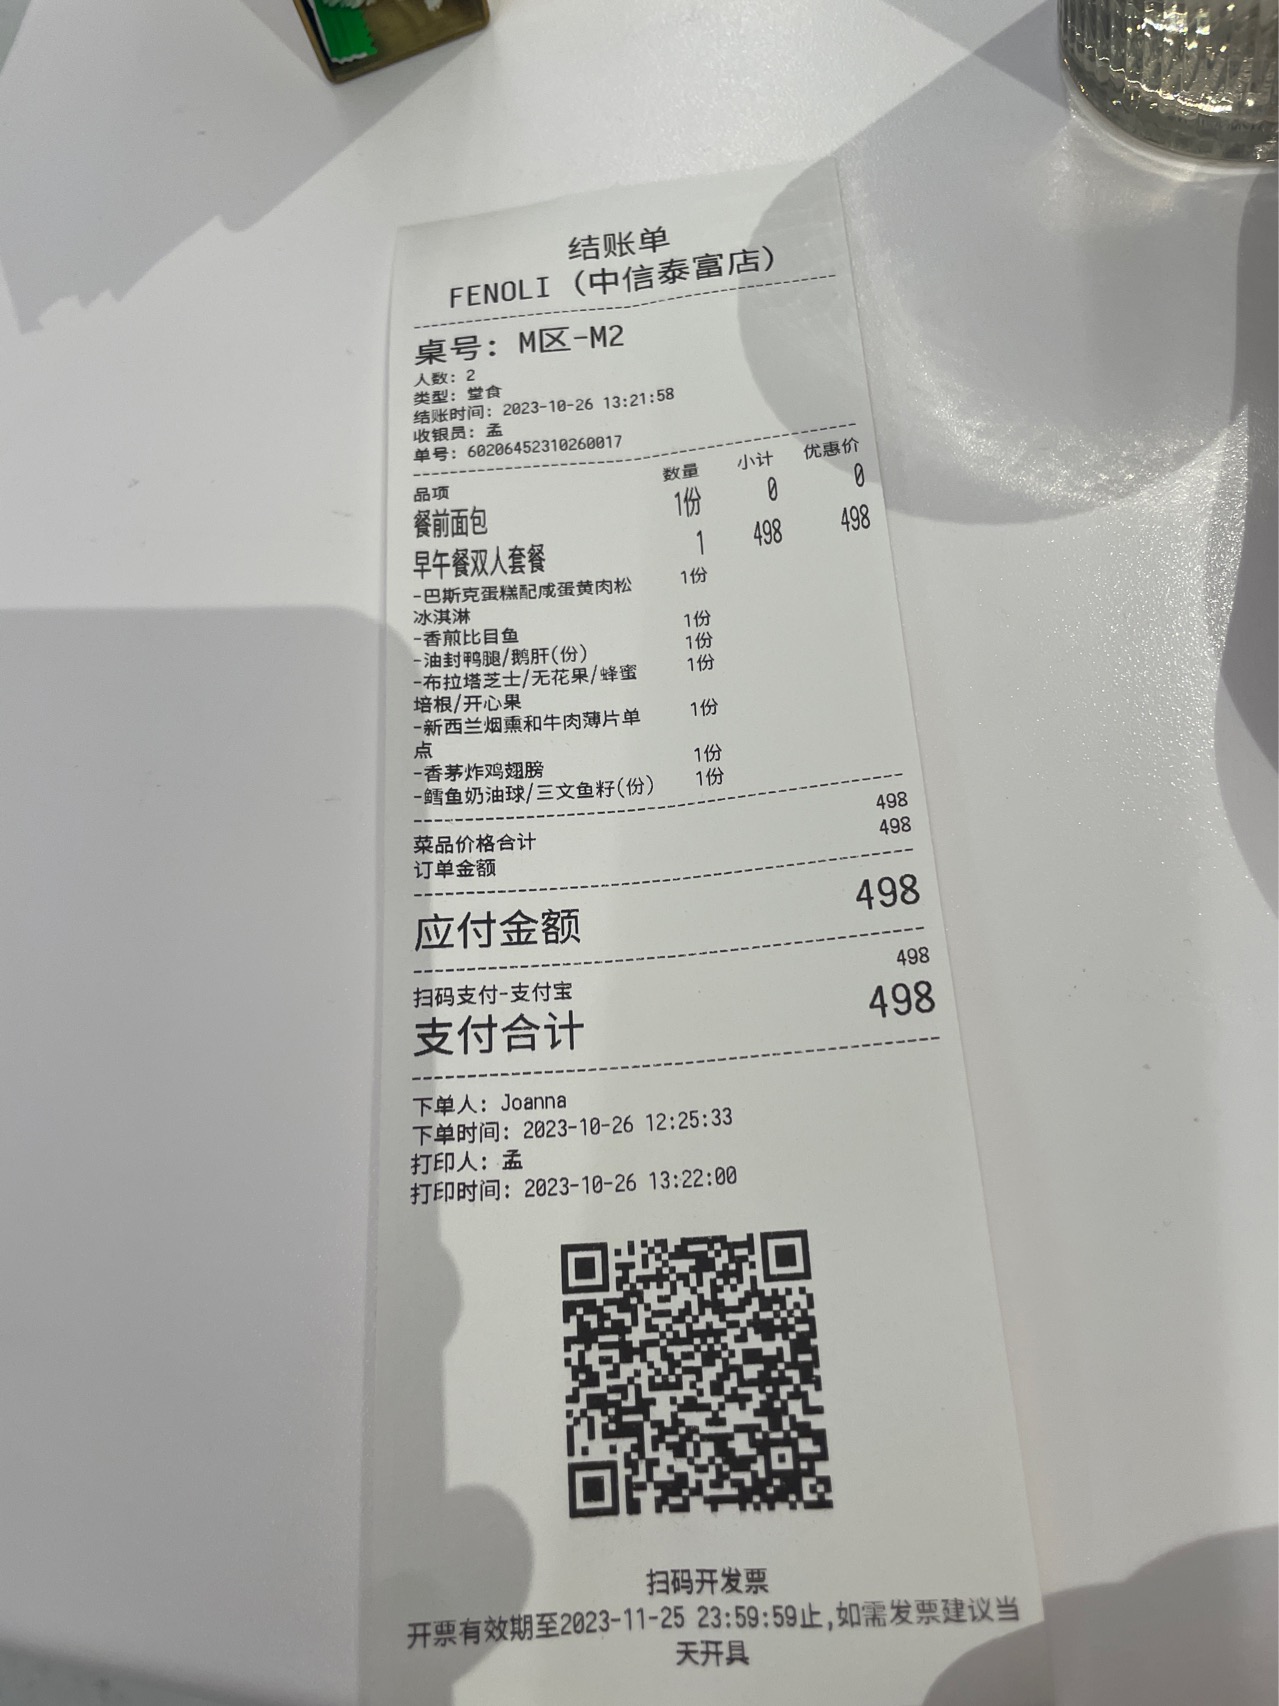 结账单
FENOLI (中信泰富店)
桌号: M区-M2
人数: 2
类型: 堂食
结账时间: 2023-10-26 13:21:58
收银员: 孟
单号: 60206452310260017
品项 数量 小计 优惠价
餐前面包 1份 0 0
早午餐双人套餐 1 498 498
-巴斯克蛋糕配咸蛋黄肉松 1份
冰淇淋
-香煎比目鱼 1份
-油封鸭腿/鹅肝(份) 1份
-布拉塔芝士/无花果/蜂蜜 1份
培根/开心果
-新西兰烟熏和牛肉薄片单 1份
点
-香茅炸鸡翅膀 1份
-鳕鱼奶油球/三文鱼籽(份) 1份
菜品价格合计 498
订单金额 498
应付金额 498
扫码支付-支付宝 498
支付合计 498
下单人: Joanna
下单时间: 2023-10-26 12:25:33
打印人: 孟
打印时间: 2023-10-26 13:22:00
扫码开发票
开票有效期至2023-11-25 23:59:59止,如需发票建议当
天开具